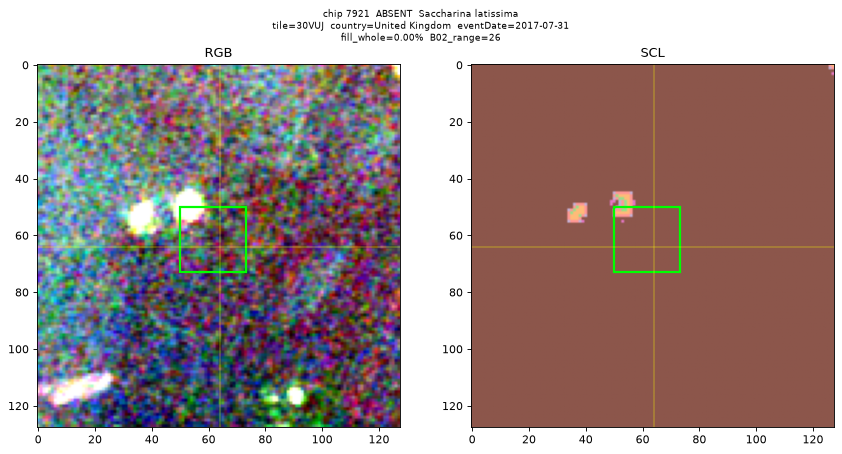 chip 7921  ABSENT  Saccharina latissima
tile=30VUJ  country=United Kingdom  eventDate=2017-07-31
fill_whole=0.00%  B02_range=26
RGB
SCL
0
20
40
60
80
100
120
0 20 40 60 80 100 120
0
20
40
60
80
100
120
0 20 40 60 80 100 120